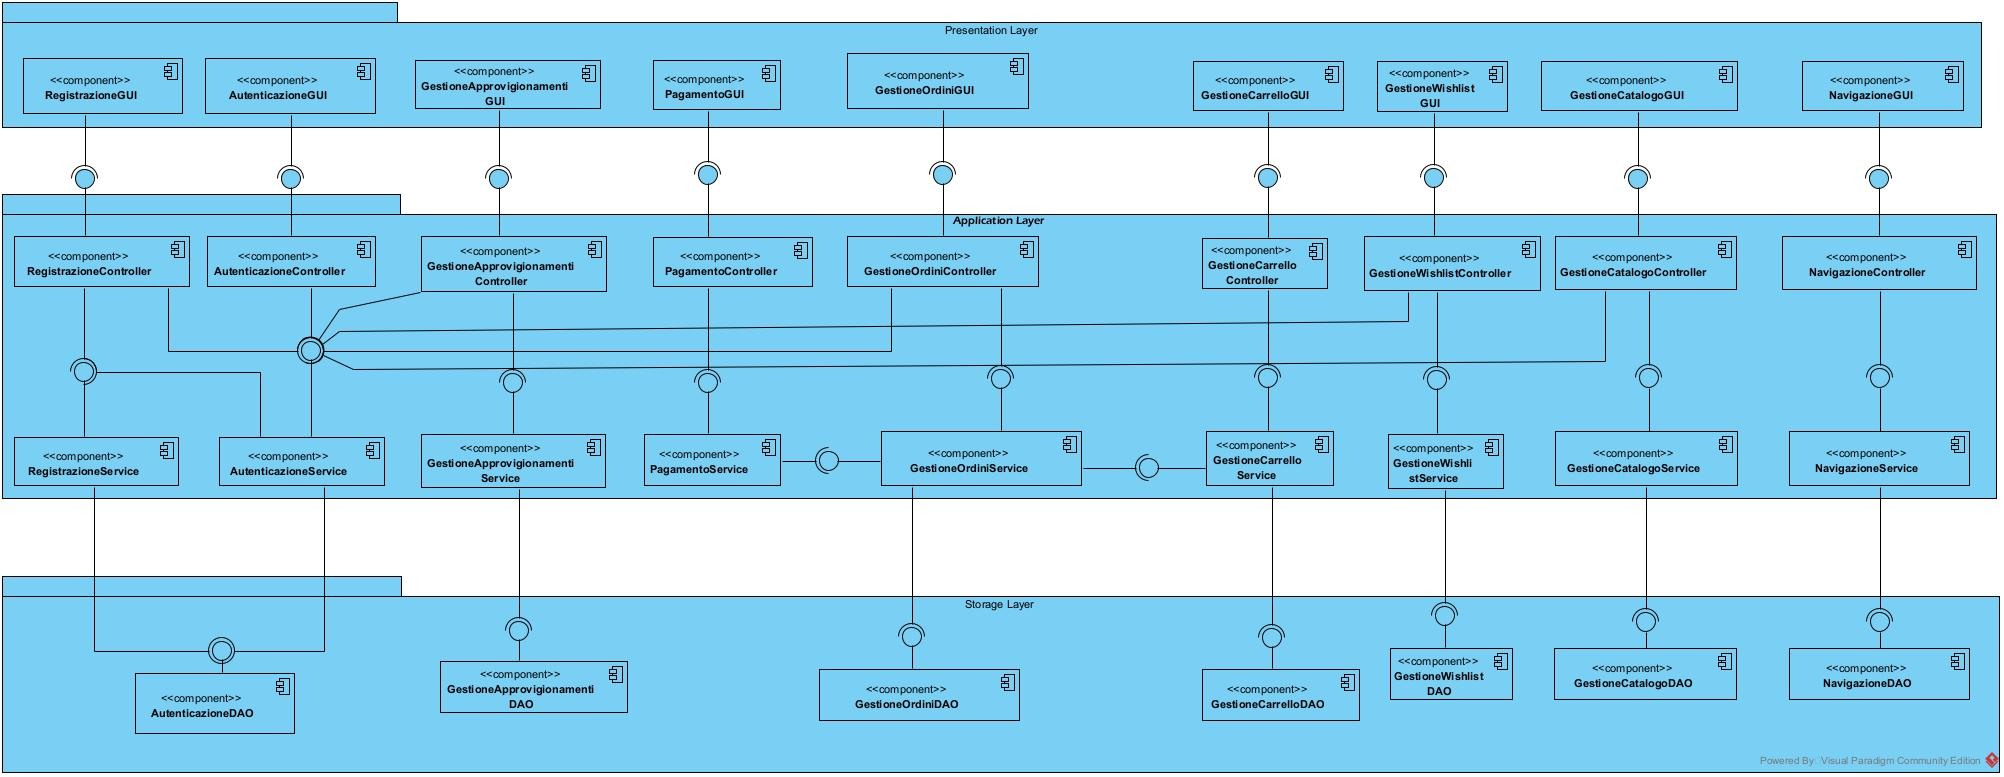 Presentation Layer
<<component>>
RegistrazioneGUI
<<component>>
AutenticazioneGUI
<<component>>
GestioneApprovigionamenti
GUI
<<component>>
PagamentoGUI
<<component>>
GestioneOrdiniGUI
<<component>>
GestioneCarrelloGUI
<<component>>
GestioneWishlist
GUI
<<component>>
GestioneCatalogoGUI
<<component>>
NavigazioneGUI
Application Layer
<<component>>
RegistrazioneController
<<component>>
AutenticazioneController
<<component>>
GestioneApprovigionamenti
Controller
<<component>>
PagamentoController
<<component>>
GestioneOrdiniController
<<component>>
GestioneCarrello
Controller
<<component>>
GestioneWishlistController
<<component>>
GestioneCatalogoController
<<component>>
NavigazioneController
<<component>>
RegistrazioneService
<<component>>
AutenticazioneService
<<component>>
GestioneApprovigionamenti
Service
<<component>>
PagamentoService
<<component>>
GestioneOrdiniService
<<component>>
GestioneCarrello
Service
<<component>>
GestioneWishli
stService
<<component>>
GestioneCatalogoService
<<component>>
NavigazioneService
Storage Layer
<<component>>
AutenticazioneDAO
<<component>>
GestioneApprovigionamenti
DAO
<<component>>
GestioneOrdiniDAO
<<component>>
GestioneCarrelloDAO
<<component>>
GestioneWishlist
DAO
<<component>>
GestioneCatalogoDAO
<<component>>
NavigazioneDAO
Powered By: Visual Paradigm Community Edition